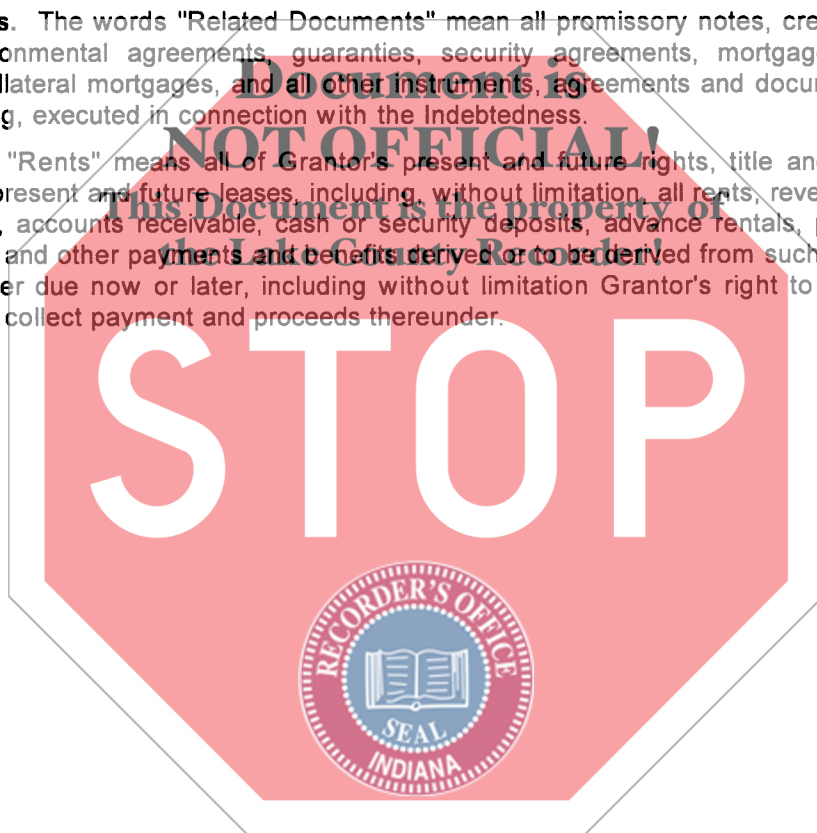 s. The words "Related Documents" mean all promissory notes, cre
onmental agreements, guaranties, security agreements, mortgag
llateral mortgages, and all other instruments, agreements and docum
g, executed in connection with the Indebtedness.
"Rents" means all of Grantor's present and future rights, title an
present and future leases, including, without limitation, all rents, reve
, accounts receivable, cash or security deposits, advance rentals, p
and other payments and benefits derived or to be derived from such
er due now or later, including without limitation Grantor's right to
collect payment and proceeds thereunder.
Document is
NOT OFFICIAL!
This Document is the property of
the Lake County Recorder!
STOP
RECORDER'S OFFICE
SEAL
INDIANA